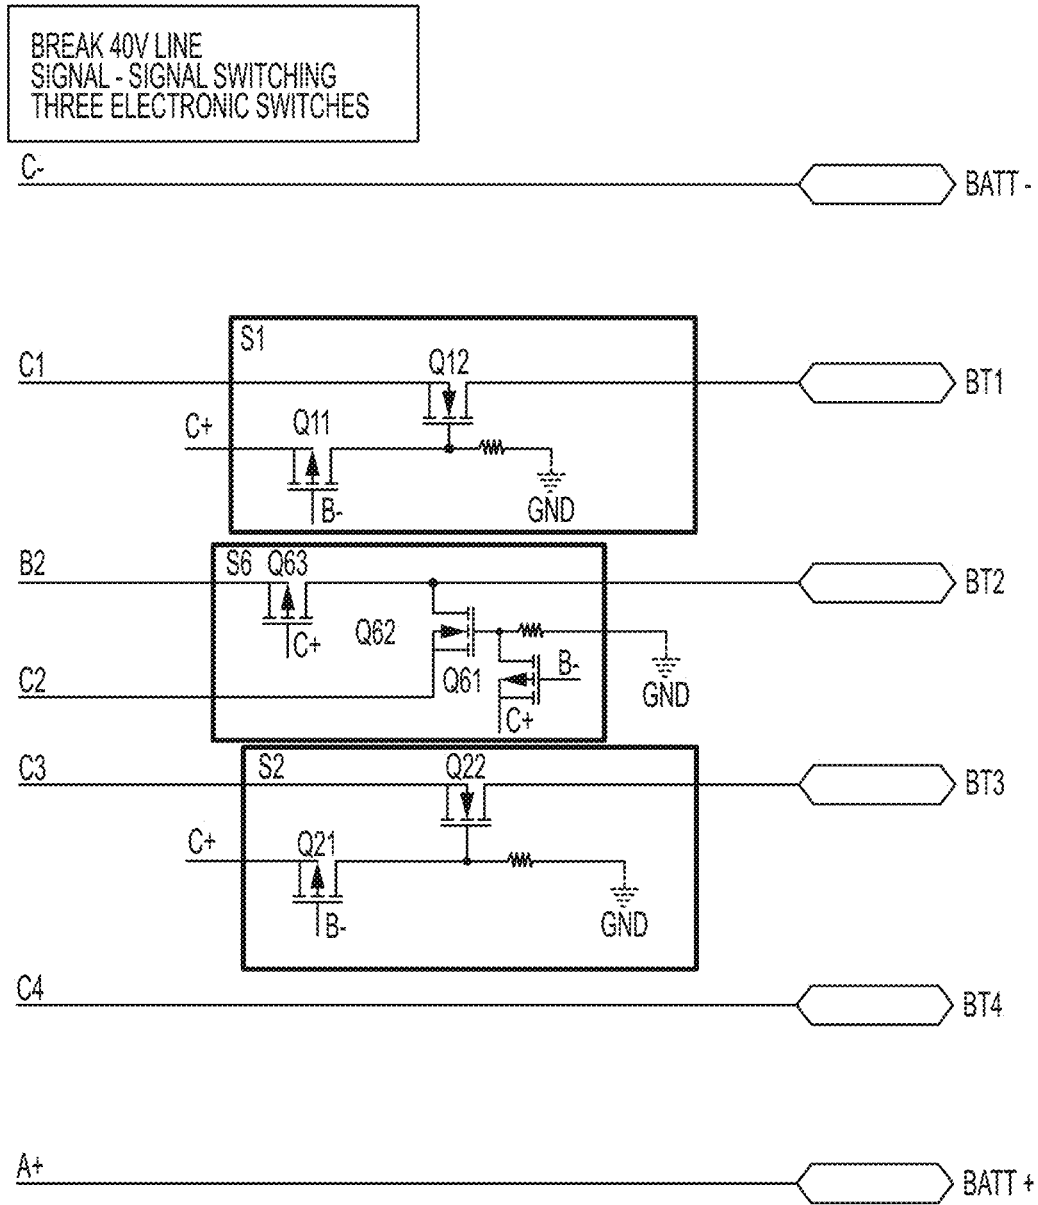 BREAK 40V LINE
SIGNAL - SIGNAL SWITCHING
THREE ELECTRONIC SWITCHES
C-
BATT -
S1
C1
Q12
BT1
C+
Q11
B-
GND
B2
S6
Q63
BT2
C+
Q62
B-
C2
Q61
GND
C+
C3
S2
Q22
BT3
C+
Q21
B-
GND
C4
BT4
A+
BATT +